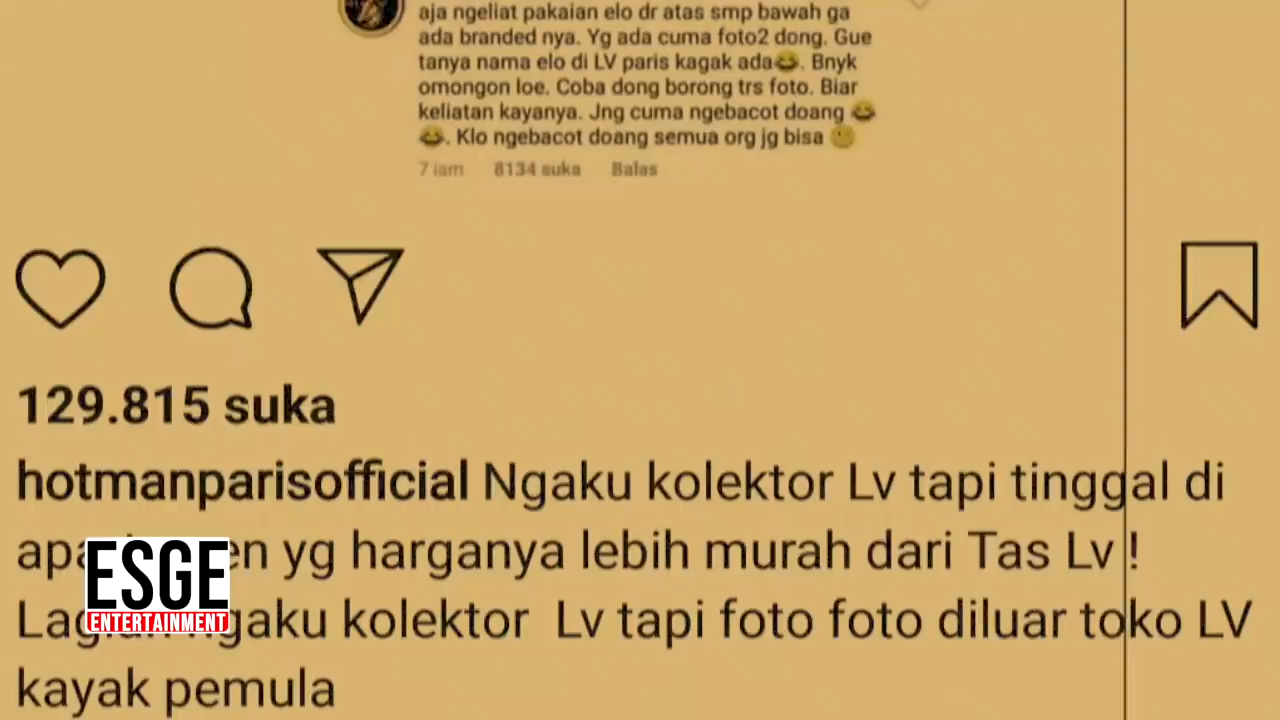 aja ngeliat pakaian elo dr atas smp bawah ga
ada branded nya. Yg ada cuma foto2 dong. Gue
tanya nama elo di LV paris kagak ada😂. Bnyk
omongon loe. Coba dong borong trs foto. Biar
keliatan kayanya. Jng cuma ngebacot doang 😂
😂. Klo ngebacot doang semua org jg bisa
7 jam 8134 suka Balas
129.815 suka
hotmanparisofficial Ngaku kolektor Lv tapi tinggal di
yg harganya lebih murah dari Tas Lv !
kolektor Lv tapi foto foto diluar toko LV
kayak pemula
ESGE
ENTERTAINMENT